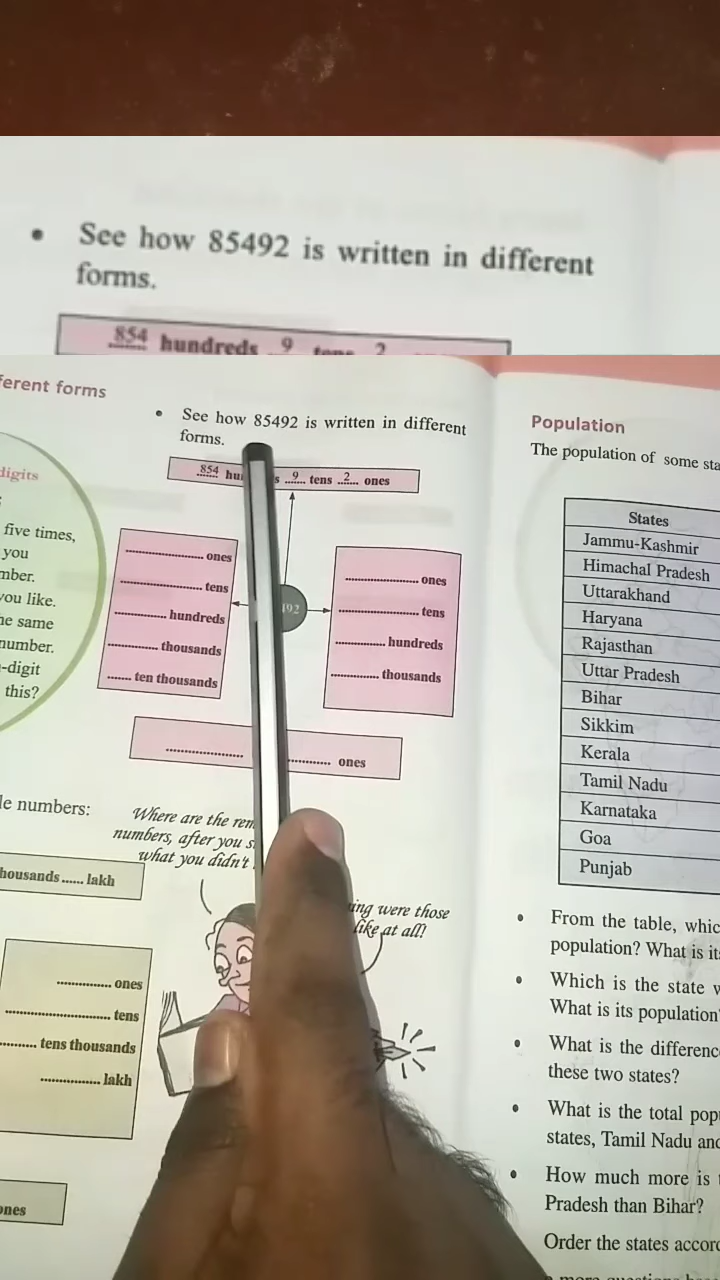 • See how 85492 is written in different
forms.
854 hundreds 9 tens 2
ferent forms
digits
five times,
you
mber.
you like.
he same
number.
-digit
this?
• See how 85492 is written in different
forms.
854 hu s 9 tens 2 ones
............ ones
............ tens
............ hundreds
............ thousands
...... ten thousands
492
............ ones
............ tens
............ hundreds
............ thousands
............ ............ ones
le numbers:
Where are the rem
numbers, after you s
what you didn't
ing were those
like at all!
housands ...... lakh
............ ones
............ tens
......... tens thousands
............ lakh
ones
Population
The population of some sta
States
Jammu-Kashmir
Himachal Pradesh
Uttarakhand
Haryana
Rajasthan
Uttar Pradesh
Bihar
Sikkim
Kerala
Tamil Nadu
Karnataka
Goa
Punjab
• From the table, whic
population? What is it
• Which is the state w
What is its population
• What is the differenc
these two states?
• What is the total pop
states, Tamil Nadu and
• How much more is t
Pradesh than Bihar?
Order the states accord